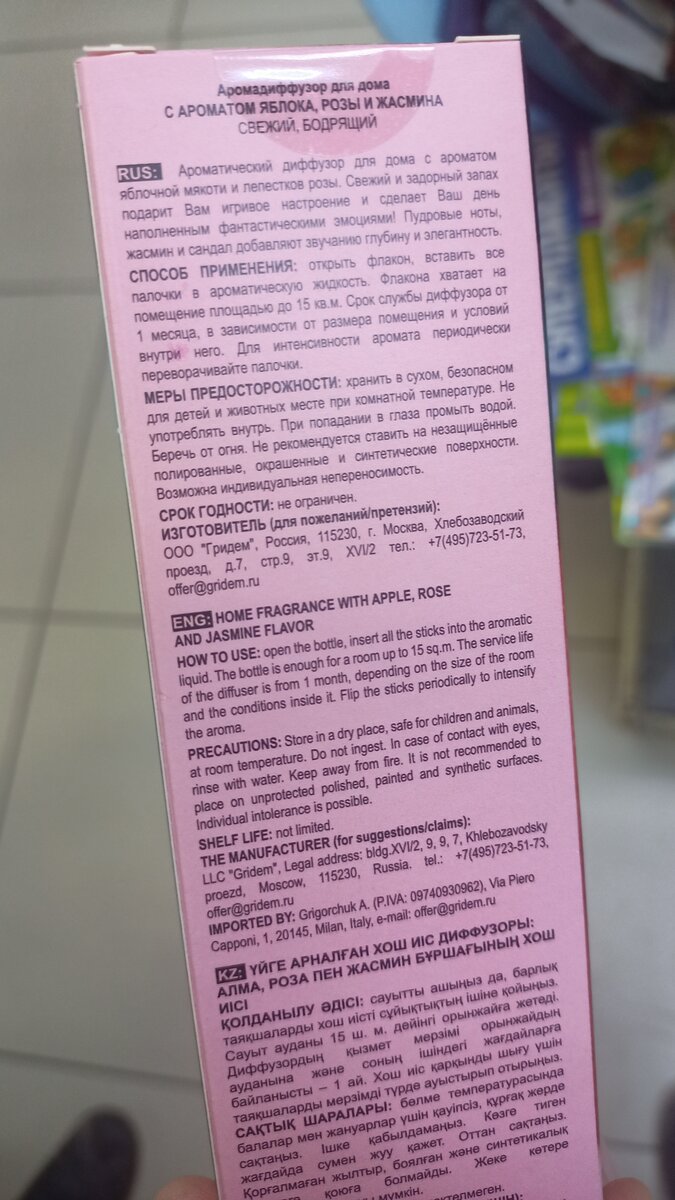 Аромадиффузор для дома
С АРОМАТОМ ЯБЛОКА, РОЗЫ И ЖАСМИНА
СВЕЖИЙ, БОДРЯЩИЙ
RUS: Ароматический диффузор для дома с ароматом
яблочной мякоти и лепестков розы. Свежий и задорный запах
подарит Вам игривое настроение и сделает Ваш день
наполненным фантастическими эмоциями! Пудровые ноты,
жасмин и сандал добавляют звучанию глубину и элегантность.
СПОСОБ ПРИМЕНЕНИЯ: открыть флакон, вставить все
палочки в ароматическую жидкость. Флакона хватает на
помещение площадью до 15 кв.м. Срок службы диффузора от
1 месяца, в зависимости от размера помещения и условий
внутри него. Для интенсивности аромата периодически
переворачивайте палочки.
МЕРЫ ПРЕДОСТОРОЖНОСТИ: хранить в сухом, безопасном
для детей и животных месте при комнатной температуре. Не
употреблять внутрь. При попадании в глаза промыть водой.
Беречь от огня. Не рекомендуется ставить на незащищённые
полированные, окрашенные и синтетические поверхности.
Возможна индивидуальная непереносимость.
СРОК ГОДНОСТИ: не ограничен.
ИЗГОТОВИТЕЛЬ (для пожеланий/претензий):
ООО "Гридем", Россия, 115230, г. Москва, Хлебозаводский
проезд, д.7, стр.9, эт.9, XVI/2 тел.: +7(495)723-51-73,
offer@gridem.ru
ENG: HOME FRAGRANCE WITH APPLE, ROSE
AND JASMINE FLAVOR
HOW TO USE: open the bottle, insert all the sticks into the aromatic
liquid. The bottle is enough for a room up to 15 sq.m. The service life
of the diffuser is from 1 month, depending on the size of the room
and the conditions inside it. Flip the sticks periodically to intensify
the aroma.
PRECAUTIONS: Store in a dry place, safe for children and animals,
at room temperature. Do not ingest. In case of contact with eyes,
rinse with water. Keep away from fire. It is not recommended to
place on unprotected polished, painted and synthetic surfaces.
Individual intolerance is possible.
SHELF LIFE: not limited.
THE MANUFACTURER (for suggestions/claims):
LLC "Gridem", Legal address: bldg.XVI/2, 9, 9, 7, Khlebozavodsky
proezd, Moscow, 115230, Russia. tel.: +7(495)723-51-73,
offer@gridem.ru
IMPORTED BY: Grigorchuk A. (P.IVA: 09740930962), Via Piero
Capponi, 1, 20145, Milan, Italy, e-mail: offer@gridem.ru
KZ: ҮЙГЕ АРНАЛҒАН ХОШ ИІС ДИФФУЗОРЫ:
АЛМА, РОЗА ПЕН ЖАСМИН БҰРШАҒЫНЫҢ ХОШ
ИІСІ
ҚОЛДАНЫЛУ ӘДІСІ: сауытты ашыңыз да, барлық
таяқшаларды хош иісті сұйықтықтың ішіне қойыңыз.
Сауыт ауданы 15 ш. м. дейінгі орынжайға жетеді.
Диффузордың қызмет мерзімі орынжайдың
ауданына және соның ішіндегі жағдайларға
байланысты – 1 ай. Хош иіс қарқынды шығу үшін
таяқшаларды мерзімді түрде ауыстырып отырыңыз.
САҚТЫҚ ШАРАЛАРЫ: бөлме температурасында
балалар мен жануарлар үшін қауіпсіз, құрғақ жерде
сақтаңыз. Ішке қабылдамаңыз. Көзге тиген
жағдайда сумен жуу қажет. Оттан сақтаңыз.
Қорғалмаған жылтыр, боялған және синтетикалық
қоюға болмайды. Жеке көтере
мүмкін.